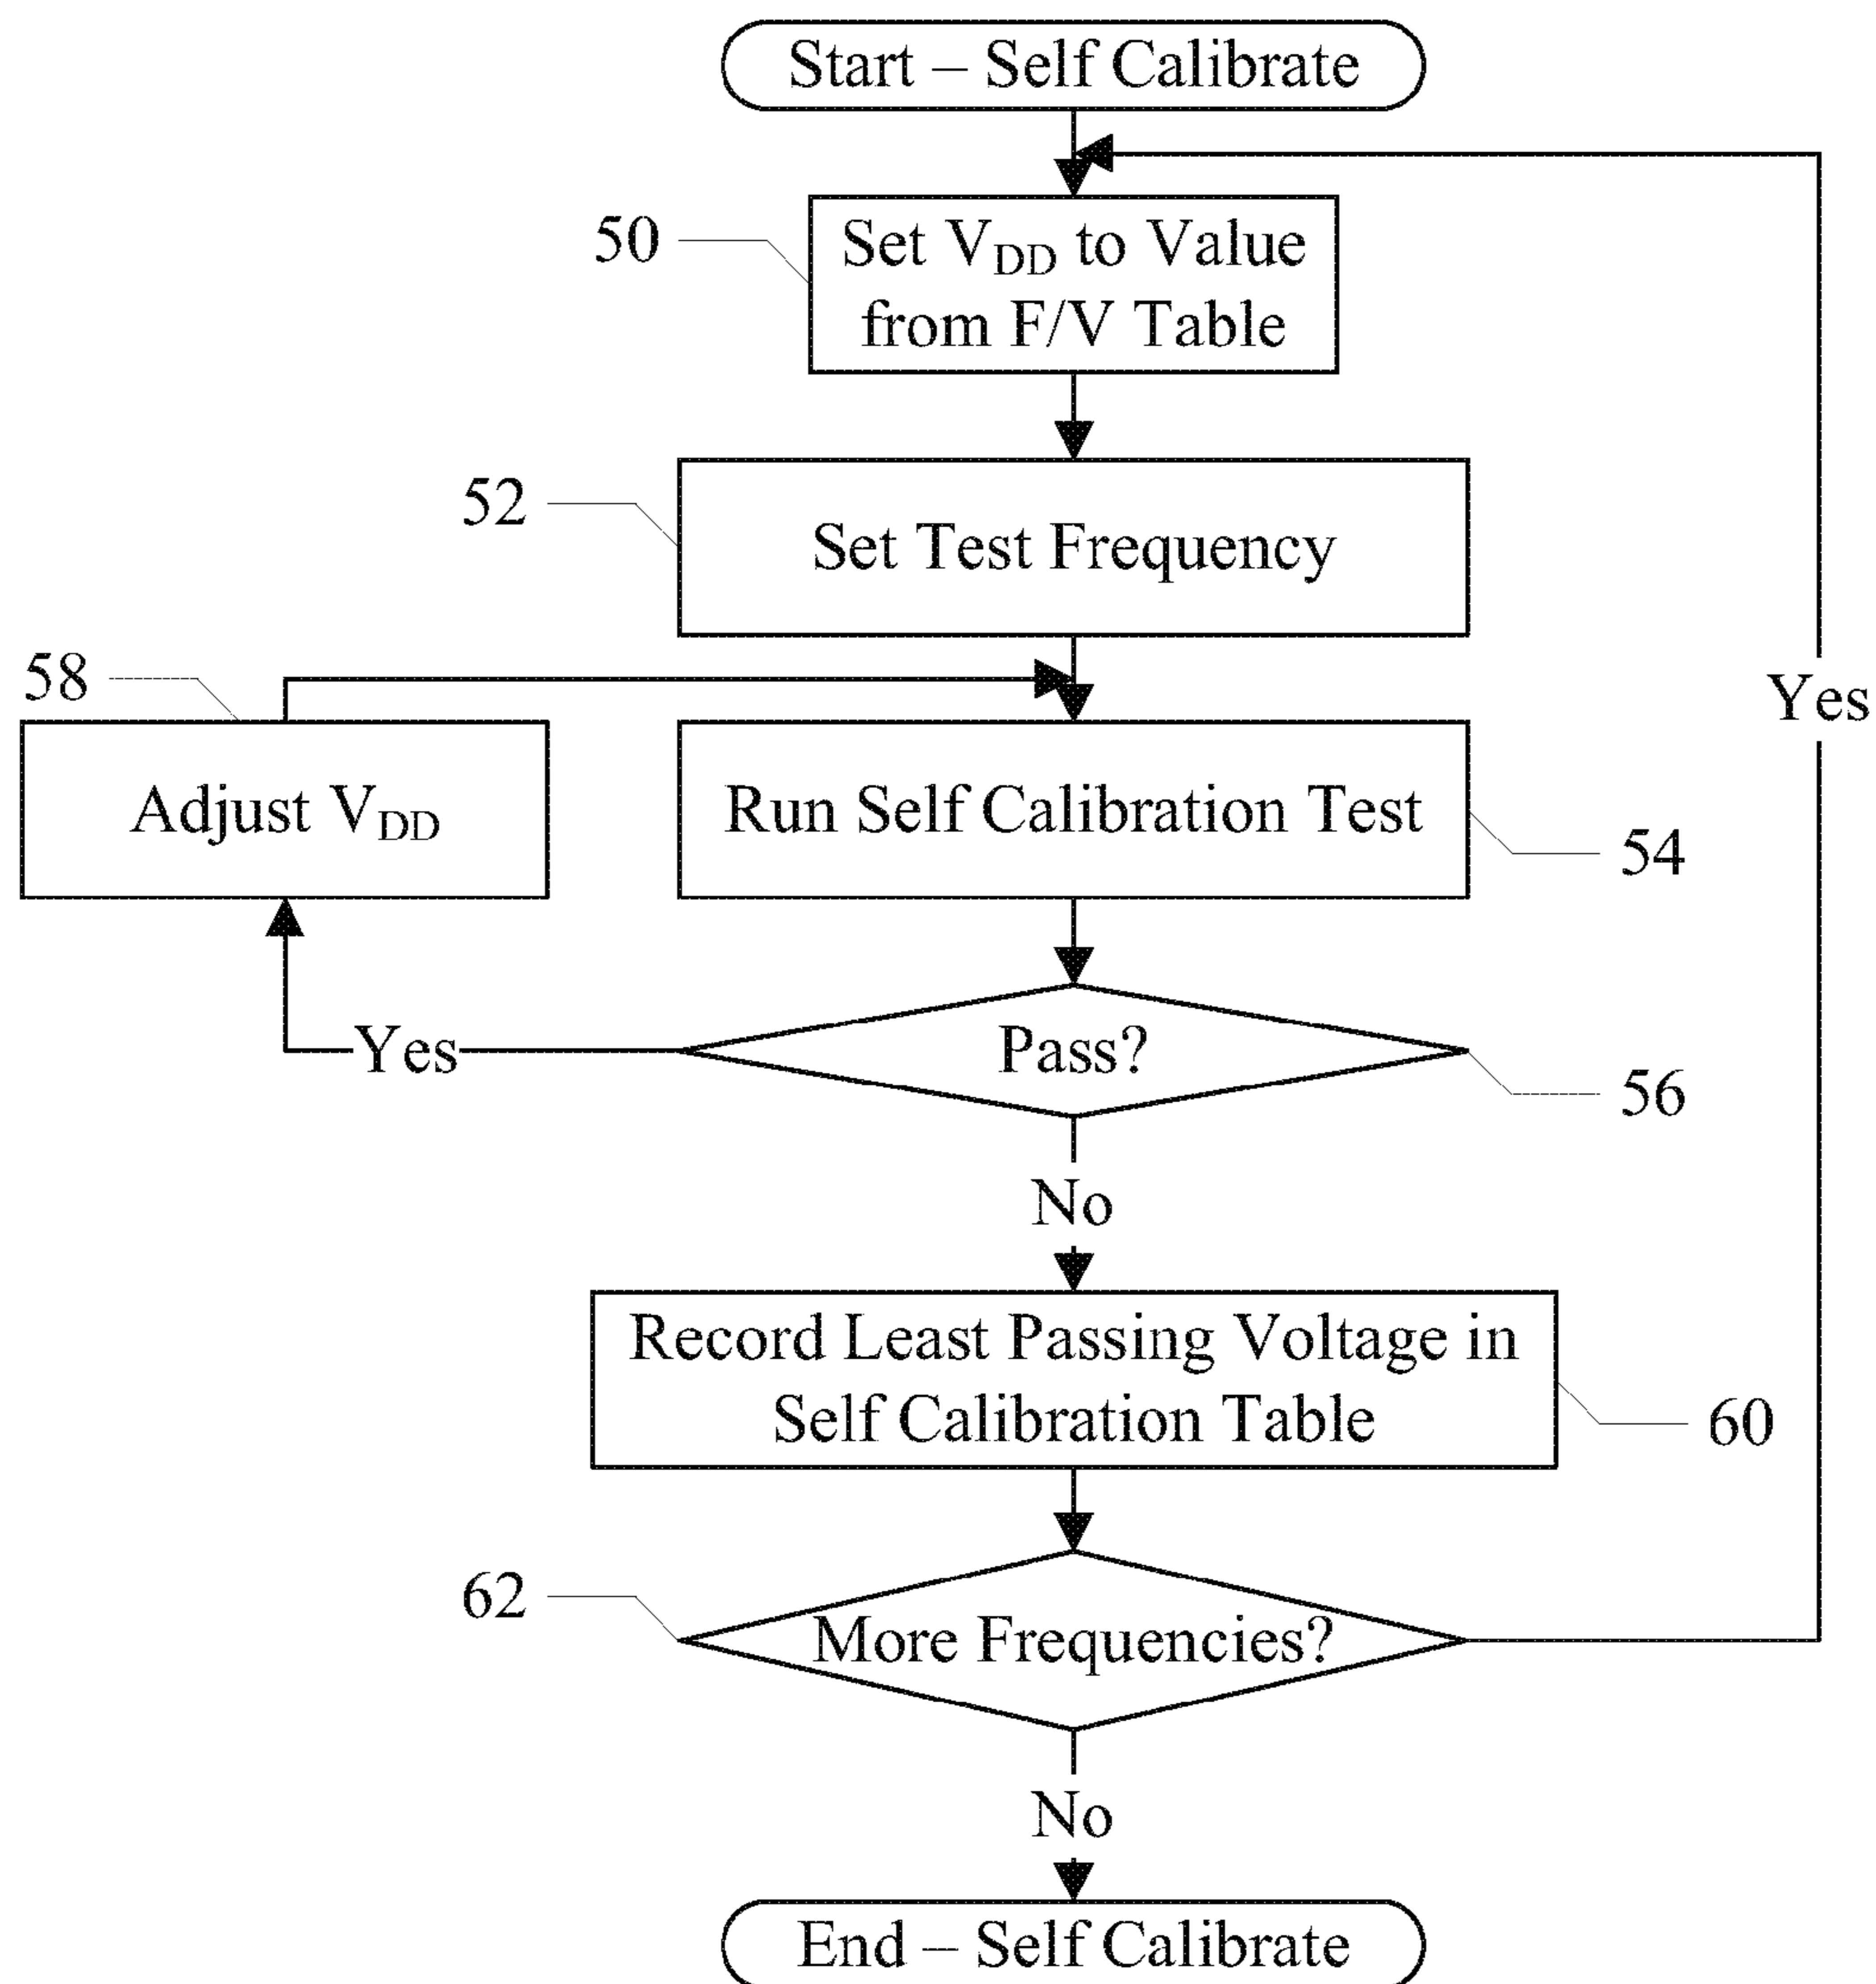 Start – Self Calibrate
50
Set VDD to Value
from F/V Table
52
Set Test Frequency
58
Yes
Adjust VDD
Run Self Calibration Test
54
Yes
Pass?
56
No
Record Least Passing Voltage in
Self Calibration Table
60
62
More Frequencies?
No
End – Self Calibrate